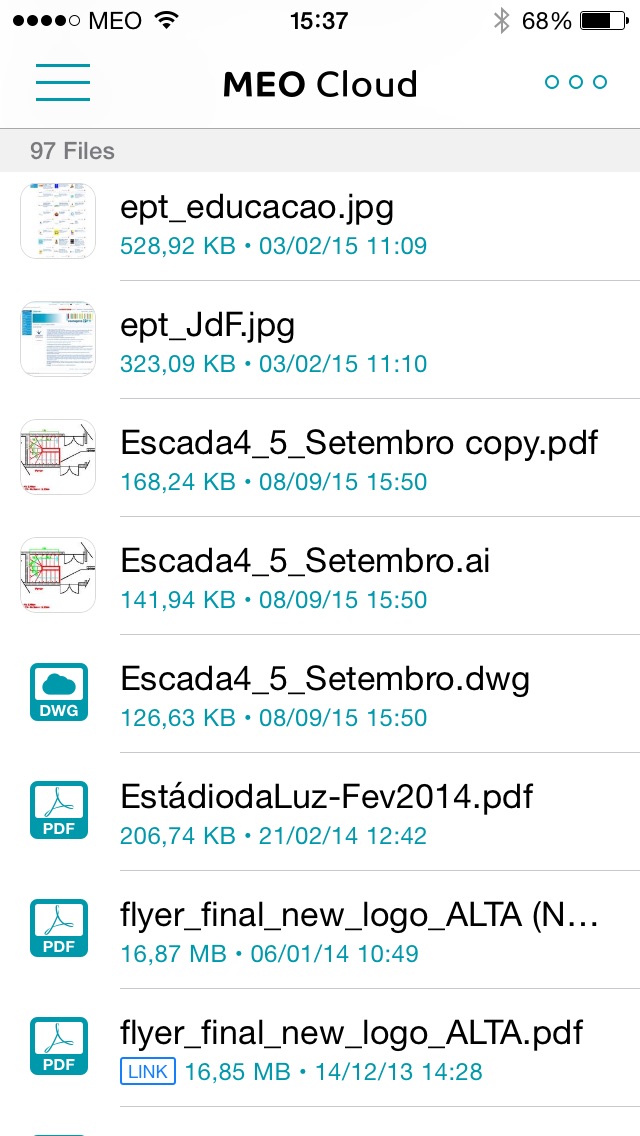 MEO 15:37 68%
MEO Cloud
97 Files
ept_educacao.jpg
528,92 KB • 03/02/15 11:09
ept_JdF.jpg
323,09 KB • 03/02/15 11:10
Escada4_5_Setembro copy.pdf
168,24 KB • 08/09/15 15:50
Escada4_5_Setembro.ai
141,94 KB • 08/09/15 15:50
DWG
Escada4_5_Setembro.dwg
126,63 KB • 08/09/15 15:50
PDF
EstádiodaLuz-Fev2014.pdf
206,74 KB • 21/02/14 12:42
PDF
flyer_final_new_logo_ALTA (N...
16,87 MB • 06/01/14 10:49
PDF
flyer_final_new_logo_ALTA.pdf
LINK 16,85 MB • 14/12/13 14:28